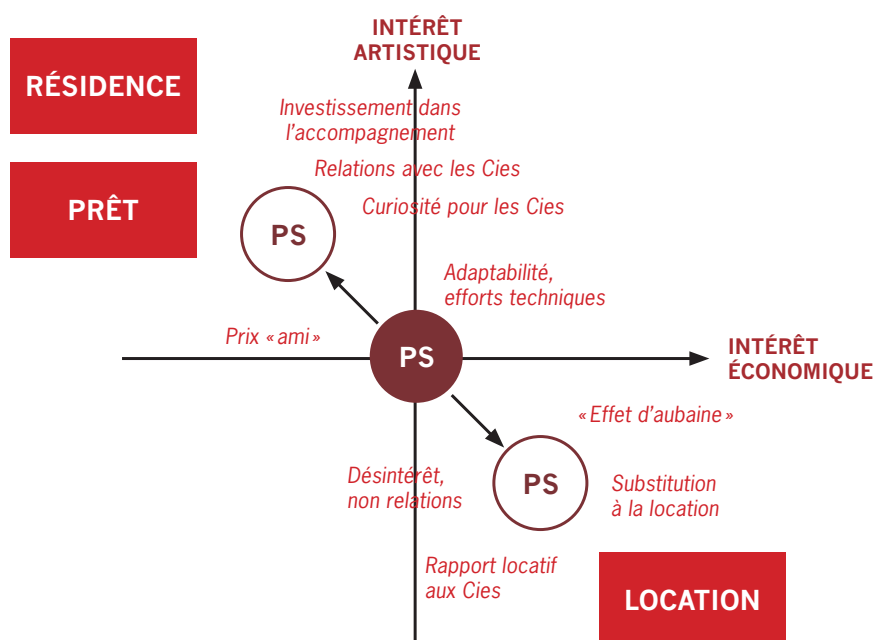 INTÉRÊT
ARTISTIQUE
RÉSIDENCE
Investissement dans
l'accompagnement
Relations avec les Cies
PRÊT
Curiosité pour les Cies
PS
Adaptabilité,
efforts techniques
Prix « ami »
PS
INTÉRÊT
ÉCONOMIQUE
« Effet d'aubaine »
Désintérêt,
non relations
PS
Substitution
à la location
Rapport locatif
aux Cies
LOCATION